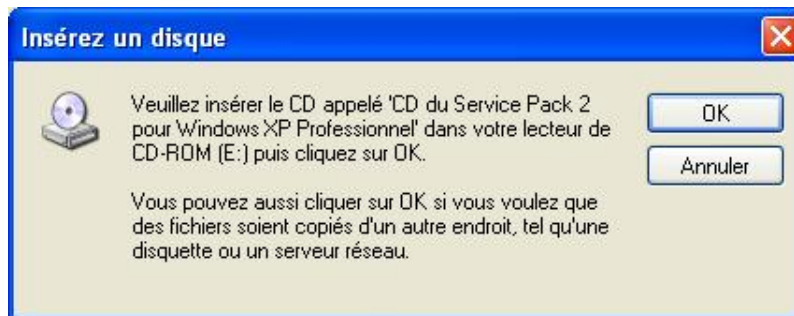 Insérez un disque
Veuillez insérer le CD appelé 'CD du Service Pack 2
pour Windows XP Professionnel' dans votre lecteur de
CD-ROM (E:) puis cliquez sur OK.
Vous pouvez aussi cliquer sur OK si vous voulez que
des fichiers soient copiés d'un autre endroit, tel qu'une
disquette ou un serveur réseau.
OK
Annuler